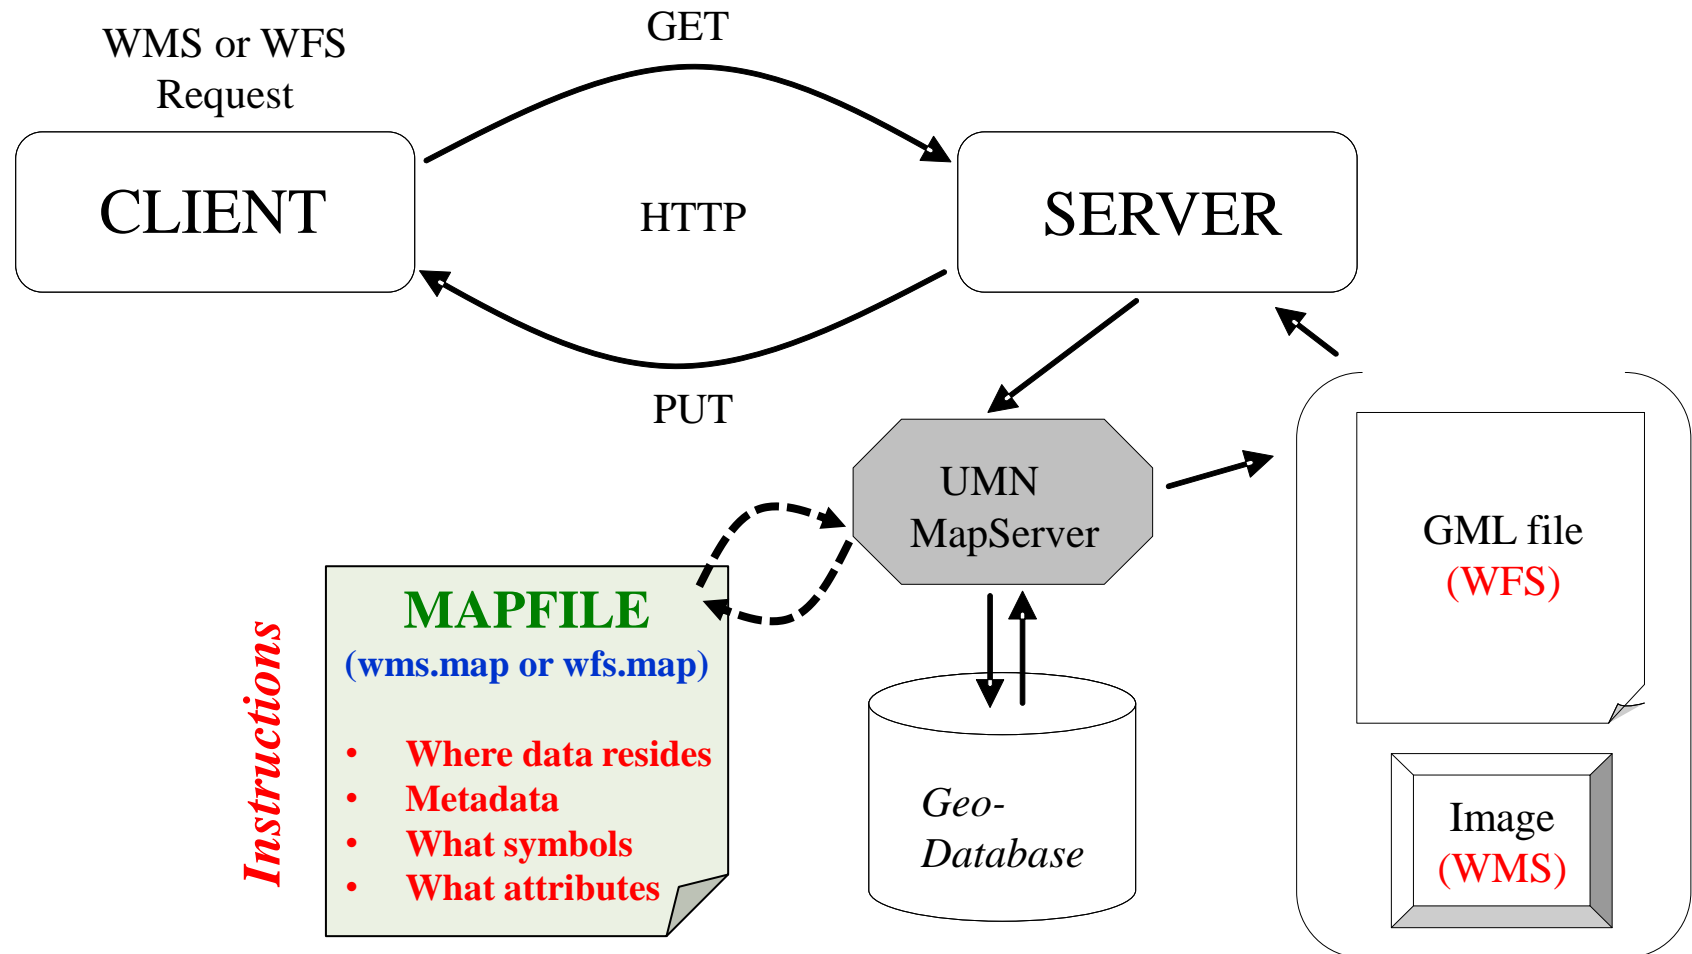 WMS or WFS
Request
GET
CLIENT
HTTP
SERVER
PUT
UMN
MapServer
GML file
(WFS)
Image
(WMS)
Instructions
MAPFILE
(wms.map or wfs.map)
• Where data resides
• Metadata
• What symbols
• What attributes
Geo-
Database